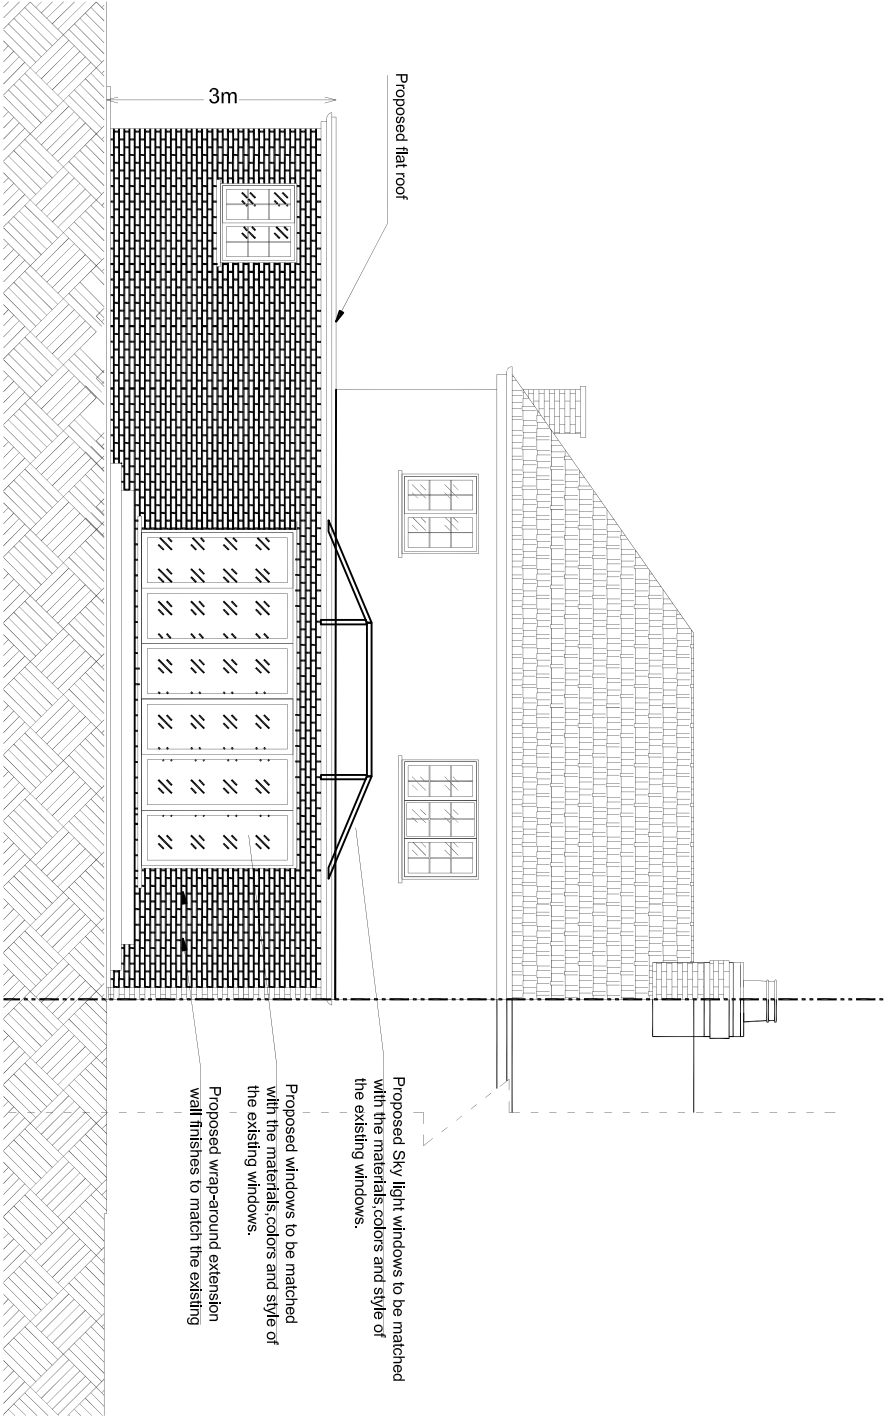 3m
Proposed flat roof
Proposed Sky light windows to be matched
with the materials,colors and style of
the existing windows.
Proposed windows to be matched
with the materials,colors and style of
the existing windows.
Proposed wrap-around extension
wall finishes to match the existing